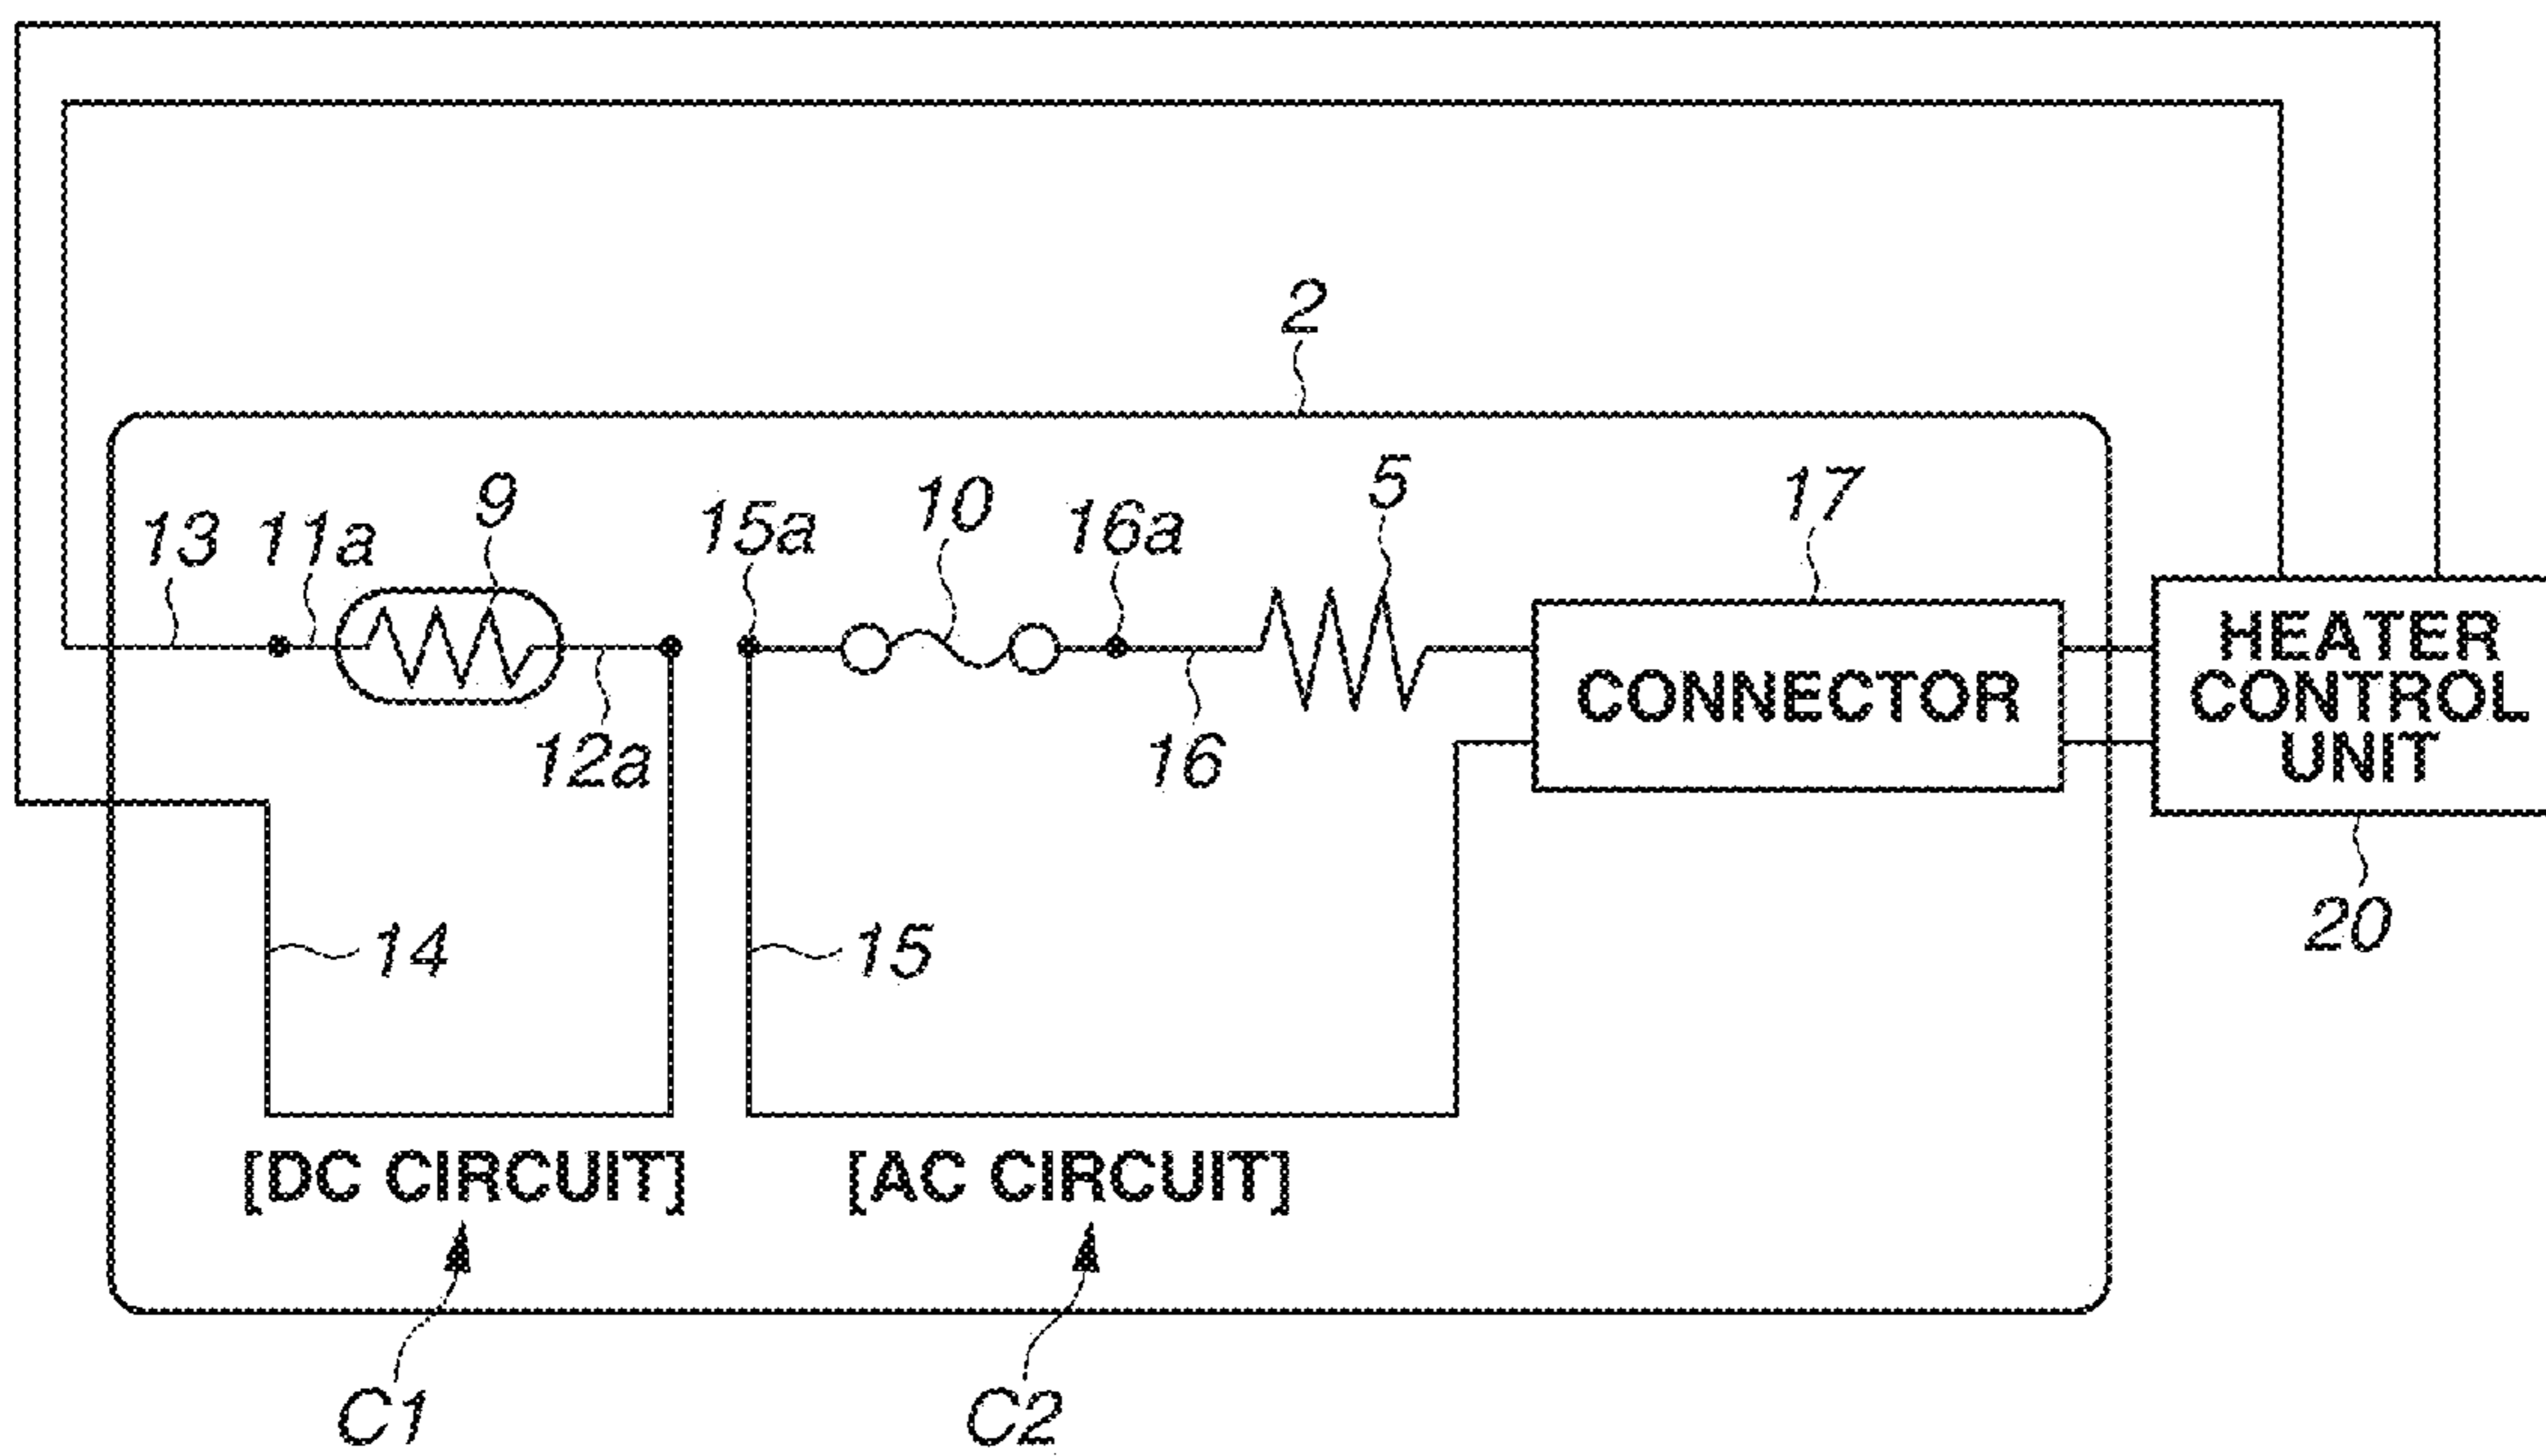 2
13
11a
9
15a
10
16a
5
17
12a
16
CONNECTOR
HEATER
CONTROL
UNIT
20
14
15
[DC CIRCUIT]
[AC CIRCUIT]
C1
C2